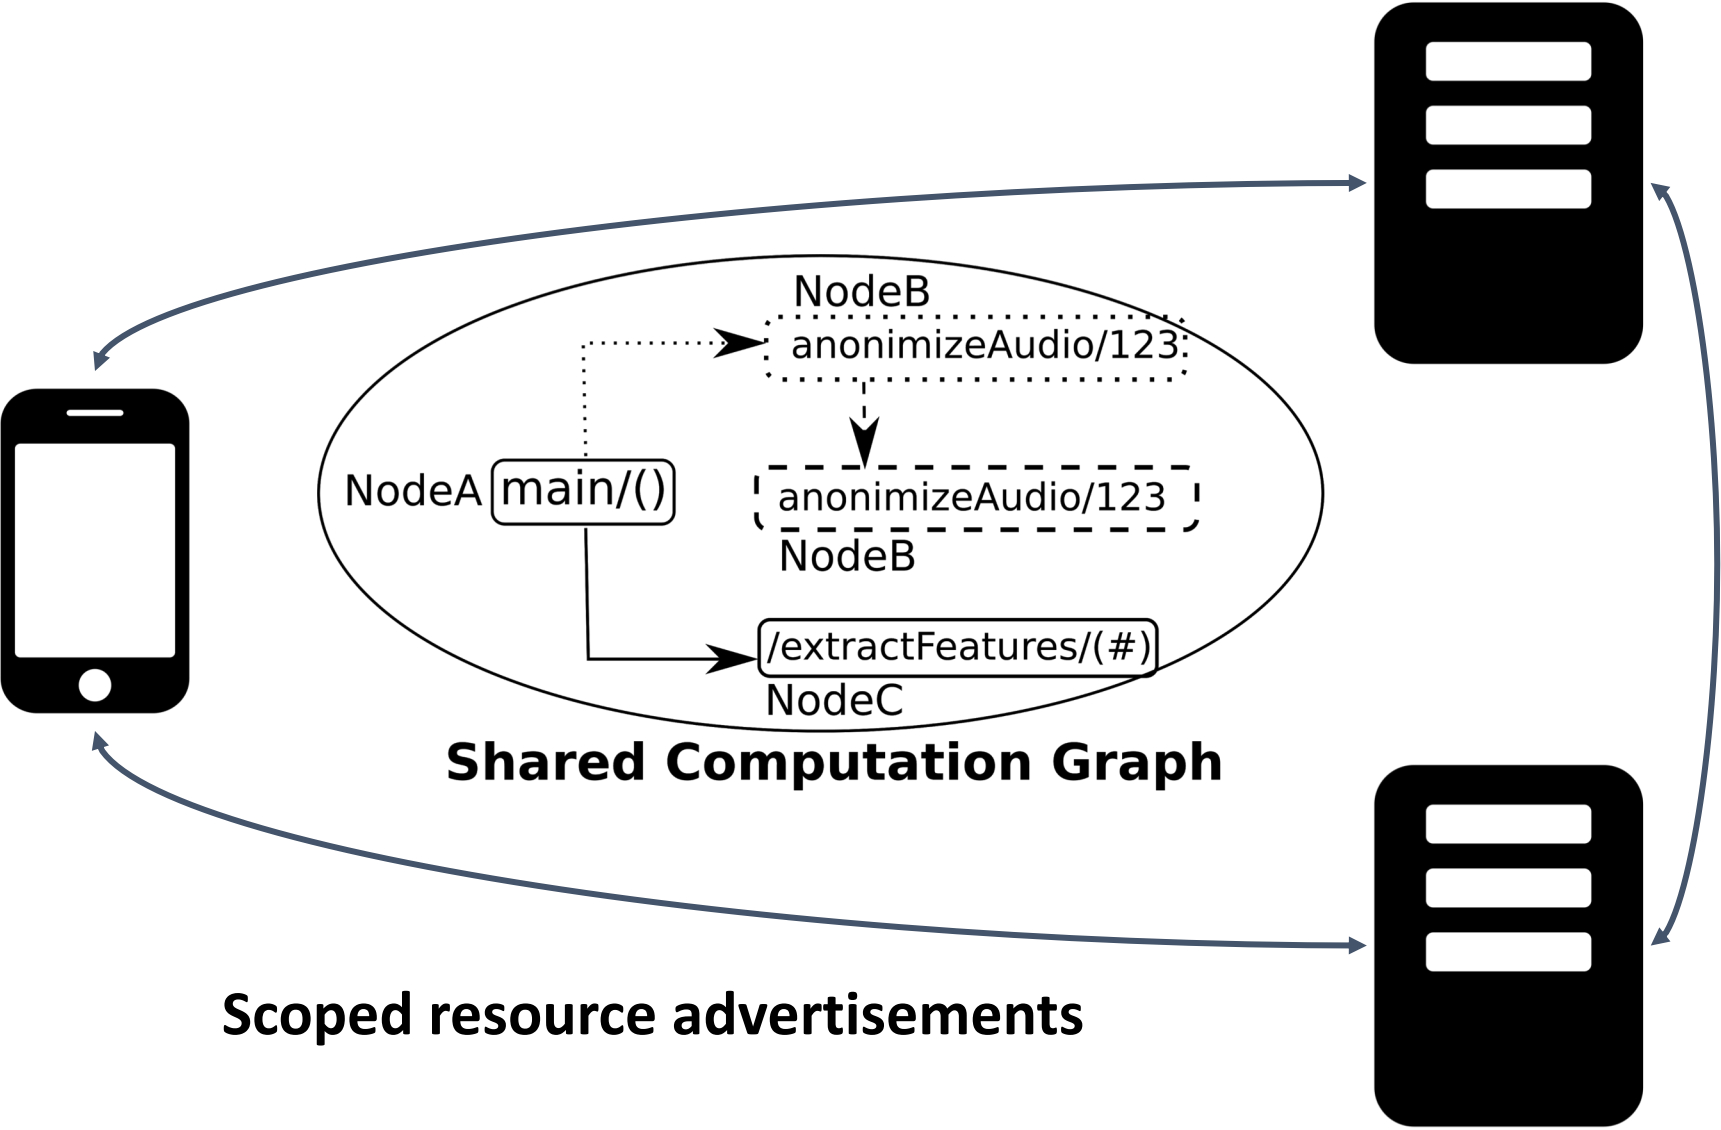 NodeB
anonimizeAudio/123
NodeA main/()
anonimizeAudio/123
NodeB
/extractFeatures/(#)
NodeC
Shared Computation Graph
Scoped resource advertisements